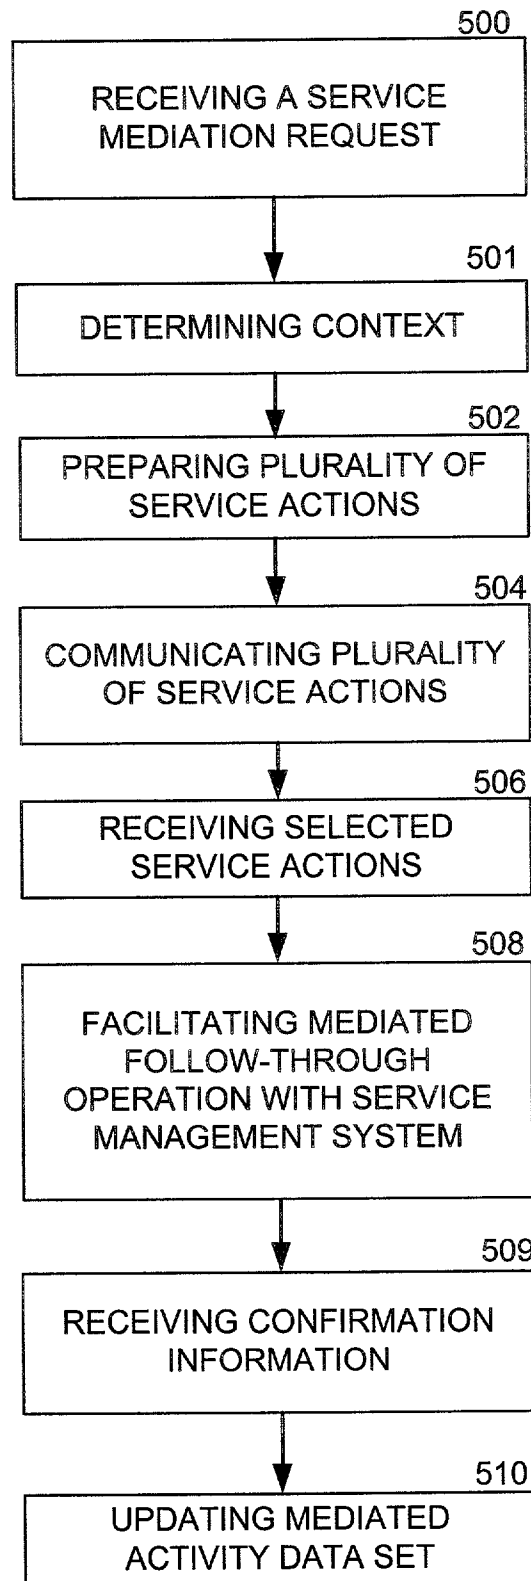 500
RECEIVING A SERVICE
MEDIATION REQUEST
501
DETERMINING CONTEXT
502
PREPARING PLURALITY OF
SERVICE ACTIONS
504
COMMUNICATING PLURALITY
OF SERVICE ACTIONS
506
RECEIVING SELECTED
SERVICE ACTIONS
508
FACILITATING MEDIATED
FOLLOW-THROUGH
OPERATION WITH SERVICE
MANAGEMENT SYSTEM
509
RECEIVING CONFIRMATION
INFORMATION
510
UPDATING MEDIATED
ACTIVITY DATA SET